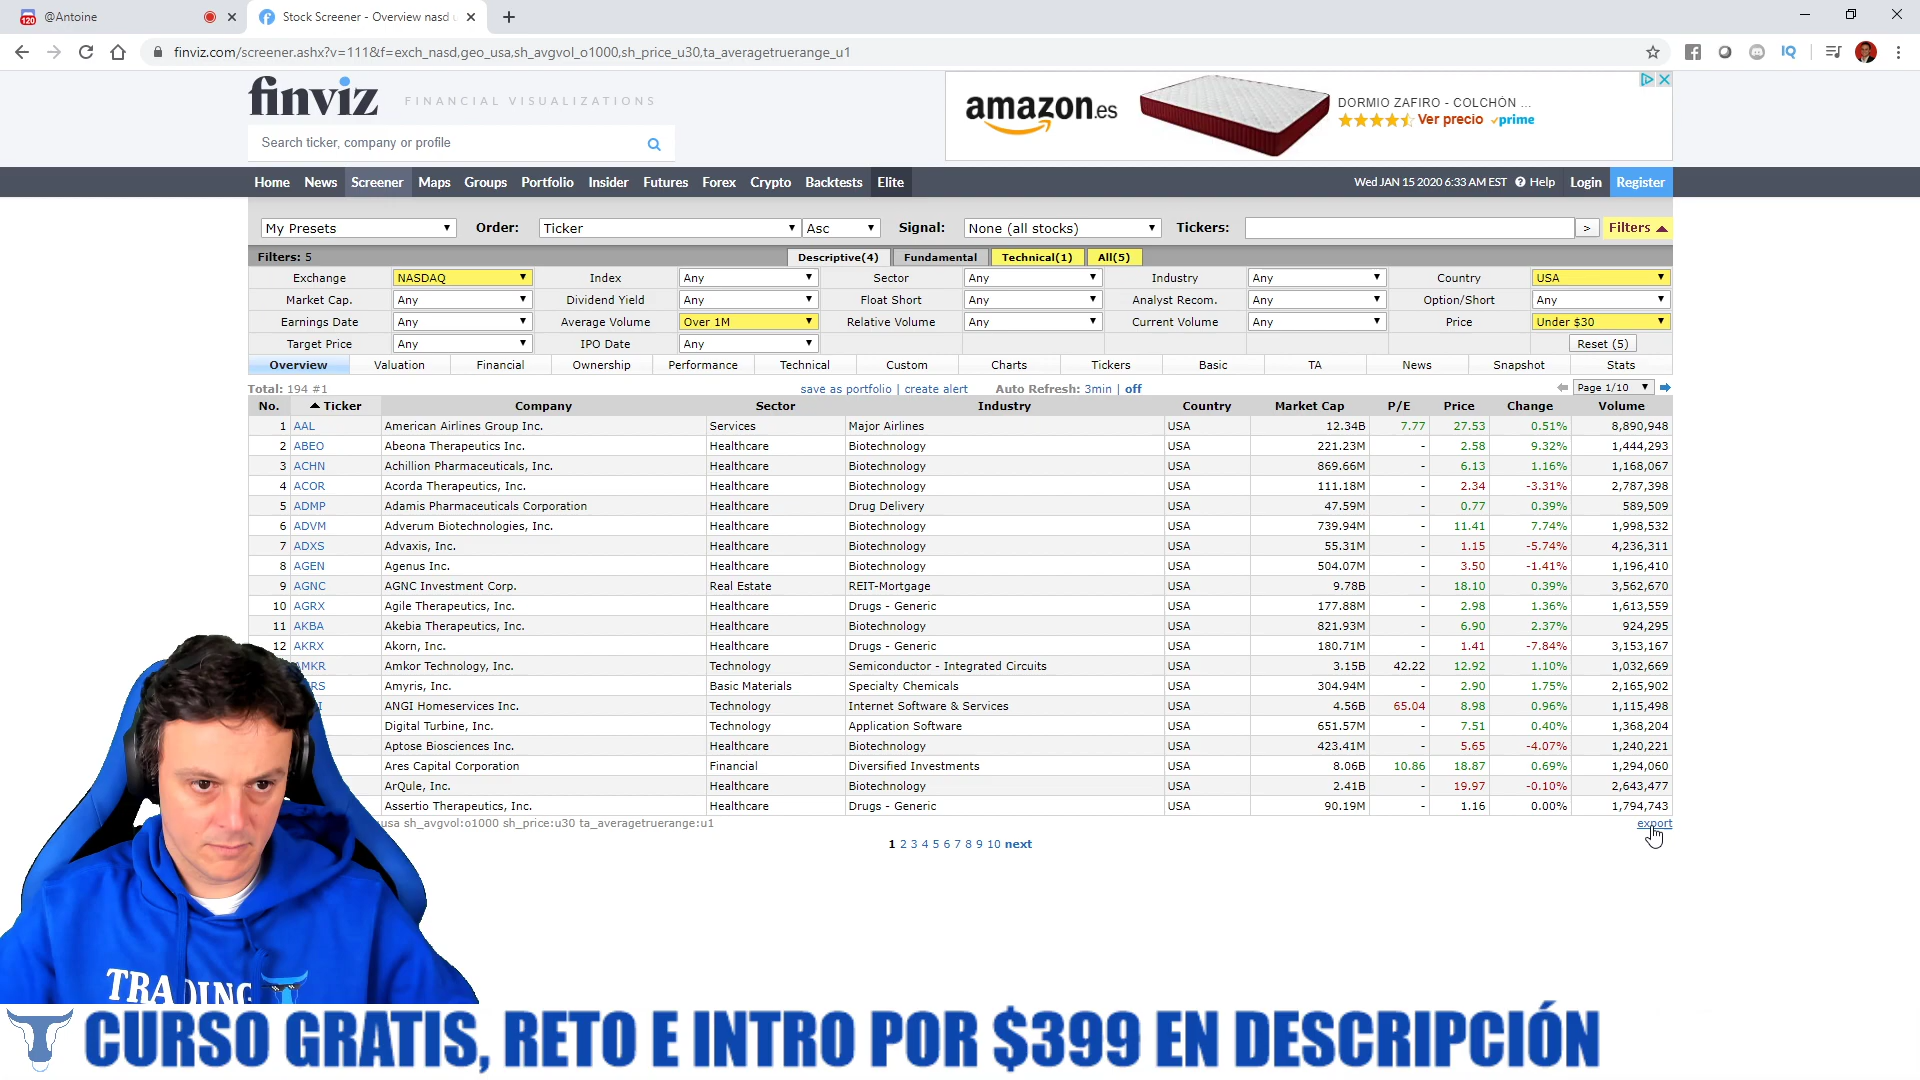 @Antoine
Stock Screener - Overview nasd u
finviz.com/screener.ashx?v=111&f=exch_nasd,geo_usa,sh_avgvol_o1000,sh_price_u30,ta_averagetruerange_u1
finviz FINANCIAL VISUALIZATIONS
Search ticker, company or profile
amazon.es DORMIO ZAFIRO - COLCHÓN ...
Ver precio prime
Home News Screener Maps Groups Portfolio Insider Futures Forex Crypto Backtests Elite Wed JAN 15 2020 6:33 AM EST Help Login Register
My Presets Order: Ticker Asc Signal: None (all stocks) Tickers: > Filters
Filters: 5 Descriptive(4) Fundamental Technical(1) All(5)
Exchange NASDAQ Index Any Sector Any Industry Any Country USA
Market Cap. Any Dividend Yield Any Float Short Any Analyst Recom. Any Option/Short Any
Earnings Date Any Average Volume Over 1M Relative Volume Any Current Volume Any Price Under $30
Target Price Any IPO Date Any Reset (5)
Overview Valuation Financial Ownership Performance Technical Custom Charts Tickers Basic TA News Snapshot Stats
Total: 194 #1 save as portfolio | create alert Auto Refresh: 3min | off Page 1/10
No. Ticker Company Sector Industry Country Market Cap P/E Price Change Volume
1 AAL American Airlines Group Inc. Services Major Airlines USA 12.34B 7.77 27.53 0.51% 8,890,948
2 ABEO Abeona Therapeutics Inc. Healthcare Biotechnology USA 221.23M - 2.58 9.32% 1,444,293
3 ACHN Achillion Pharmaceuticals, Inc. Healthcare Biotechnology USA 869.66M - 6.13 1.16% 1,168,067
4 ACOR Acorda Therapeutics, Inc. Healthcare Biotechnology USA 111.18M - 2.34 -3.31% 2,787,398
5 ADMP Adamis Pharmaceuticals Corporation Healthcare Drug Delivery USA 47.59M - 0.77 0.39% 589,509
6 ADVM Adverum Biotechnologies, Inc. Healthcare Biotechnology USA 739.94M - 11.41 7.74% 1,998,532
7 ADXS Advaxis, Inc. Healthcare Biotechnology USA 55.31M - 1.15 -5.74% 4,236,311
8 AGEN Agenus Inc. Healthcare Biotechnology USA 504.07M - 3.50 -1.41% 1,196,410
9 AGNC AGNC Investment Corp. Real Estate REIT-Mortgage USA 9.78B - 18.10 0.39% 3,562,670
10 AGRX Agile Therapeutics, Inc. Healthcare Drugs - Generic USA 177.88M - 2.98 1.36% 1,613,559
11 AKBA Akebia Therapeutics, Inc. Healthcare Biotechnology USA 821.93M - 6.90 2.37% 924,295
12 AKRX Akorn, Inc. Healthcare Drugs - Generic USA 180.71M - 1.41 -7.84% 3,153,167
AMKR Amkor Technology, Inc. Technology Semiconductor - Integrated Circuits USA 3.15B 42.22 12.92 1.10% 1,032,669
RS Amyris, Inc. Basic Materials Specialty Chemicals USA 304.94M - 2.90 1.75% 2,165,902
I ANGI Homeservices Inc. Technology Internet Software & Services USA 4.56B 65.04 8.98 0.96% 1,115,498
Digital Turbine, Inc. Technology Application Software USA 651.57M - 7.51 0.40% 1,368,204
Aptose Biosciences Inc. Healthcare Biotechnology USA 423.41M - 5.65 -4.07% 1,240,221
Ares Capital Corporation Financial Diversified Investments USA 8.06B 10.86 18.87 0.69% 1,294,060
ArQule, Inc. Healthcare Biotechnology USA 2.41B - 19.97 -0.10% 2,643,477
Assertio Therapeutics, Inc. Healthcare Drugs - Generic USA 90.19M - 1.16 0.00% 1,794,743
usa sh_avgvol:o1000 sh_price:u30 ta_averagetruerange:u1 export
1 2 3 4 5 6 7 8 9 10 next
TRADING
CURSO GRATIS, RETO E INTRO POR $399 EN DESCRIPCIÓN